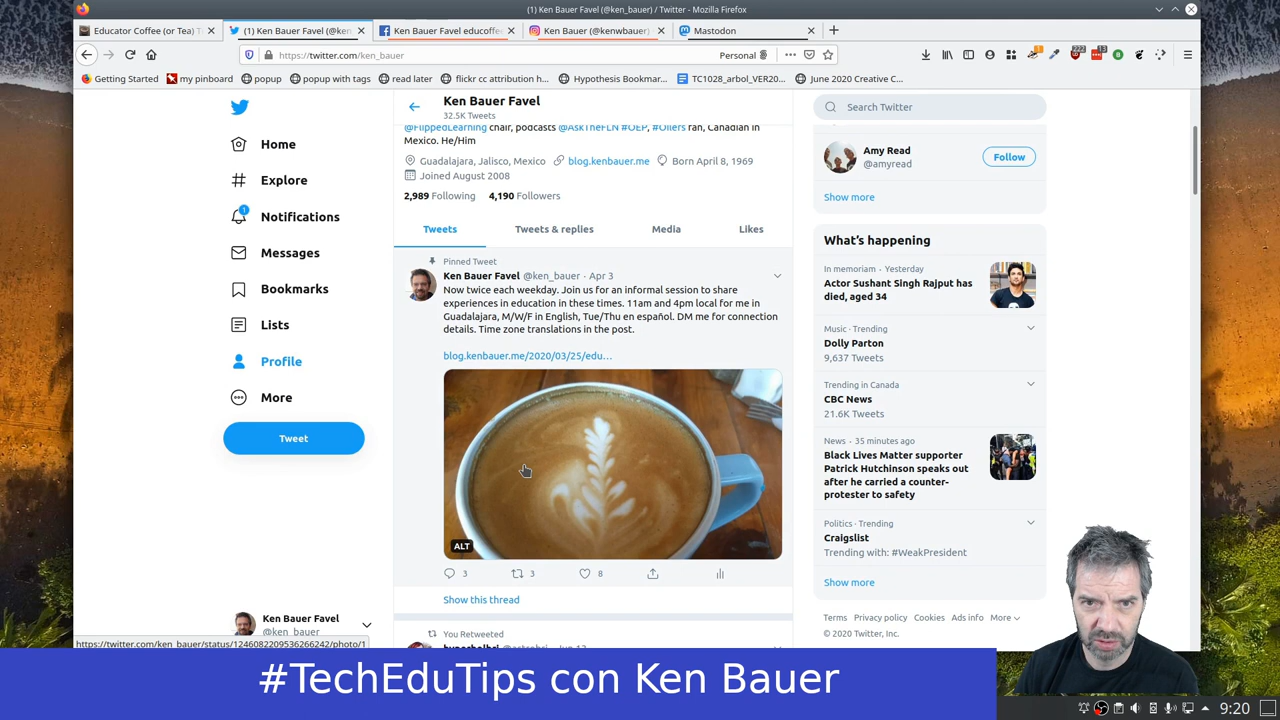 (1) Ken Bauer Favel (@ken_bauer) / Twitter - Mozilla Firefox
Educator Coffee (or Tea) T
(1) Ken Bauer Favel (@ken
Ken Bauer Favel educoffe
Ken Bauer (@kenwbauer)
Mastodon
https://twitter.com/ken_bauer
Personal
Getting Started
my pinboard
popup
popup with tags
read later
flickr cc attribution h...
Hypothesis Bookmar...
TC1028_arbol_VER20...
June 2020 Creative C...
Ken Bauer Favel
32.5K Tweets
Search Twitter
@FlippedLearning chair, podcasts @AskTheFLN #OEP, #Oilers fan, Canadian in
Mexico. He/Him
Guadalajara, Jalisco, Mexico
blog.kenbauer.me
Born April 8, 1969
Joined August 2008
2,989 Following
4,190 Followers
Tweets
Tweets & replies
Media
Likes
Home
Explore
1
Notifications
Messages
Bookmarks
Lists
Profile
More
Tweet
Pinned Tweet
Ken Bauer Favel @ken_bauer · Apr 3
Now twice each weekday. Join us for an informal session to share
experiences in education in these times. 11am and 4pm local for me in
Guadalajara, M/W/F in English, Tue/Thu en español. DM me for connection
details. Time zone translations in the post.
blog.kenbauer.me/2020/03/25/edu…
ALT
3
3
8
Show this thread
You Retweeted
Amy Read
@amyread
Follow
Show more
What's happening
In memoriam · Yesterday
Actor Sushant Singh Rajput has
died, aged 34
Music · Trending
Dolly Parton
9,637 Tweets
Trending in Canada
CBC News
21.6K Tweets
News · 35 minutes ago
Black Lives Matter supporter
Patrick Hutchinson speaks out
after he carried a counter-
protester to safety
Politics · Trending
Craigslist
Trending with: #WeakPresident
Show more
Terms Privacy policy Cookies Ads info More
© 2020 Twitter, Inc.
Ken Bauer Favel
@ken_bauer
https://twitter.com/ken_bauer/status/1246082209536266242/photo/1
#TechEduTips con Ken Bauer
9:20